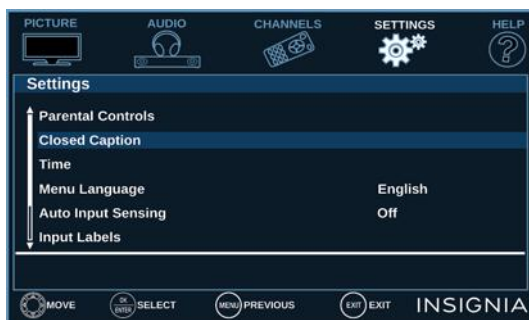 PICTURE AUDIO CHANNELS SETTINGS HELP
?
Settings
Parental Controls
Closed Caption
Time
Menu Language English
Auto Input Sensing Off
Input Labels
MOVE OK ENTER SELECT MENU PREVIOUS EXIT EXIT INSIGNIA